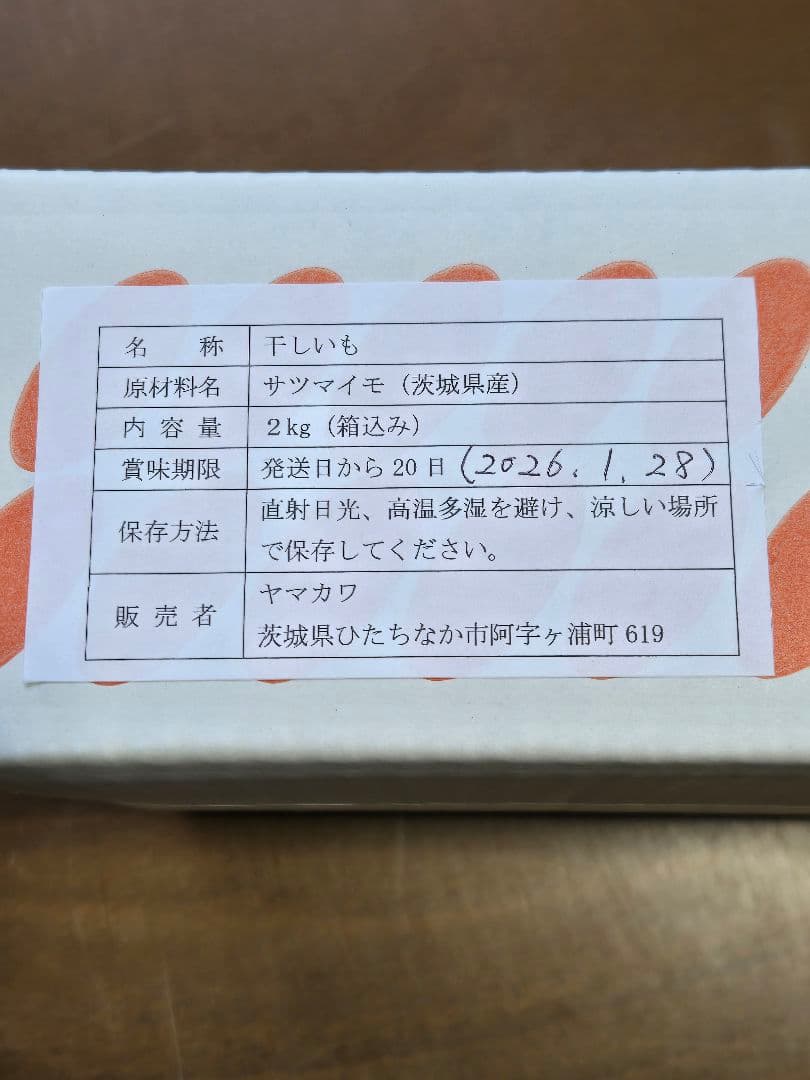 名 称 干しいも
原材料名 サツマイモ（茨城県産）
内容量 2kg（箱込み）
賞味期限 発送日から20日（2026.1.28）
保存方法 直射日光、高温多湿を避け、涼しい場所
で保存してください。
販売者 ヤマカワ
茨城県ひたちなか市阿字ヶ浦町619